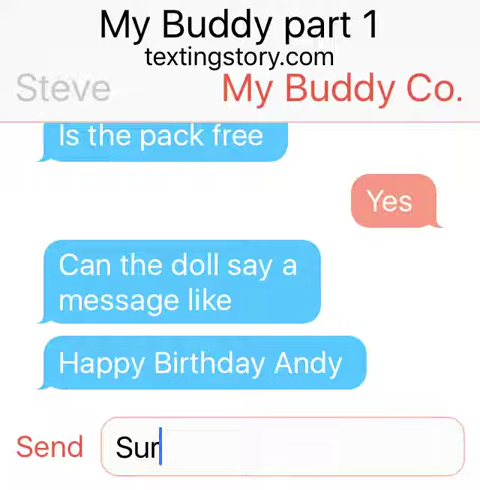 My Buddy part 1
textingstory.com
Steve
My Buddy Co.
Is the pack free
Yes
Can the doll say a
message like
Happy Birthday Andy
Send
Sur